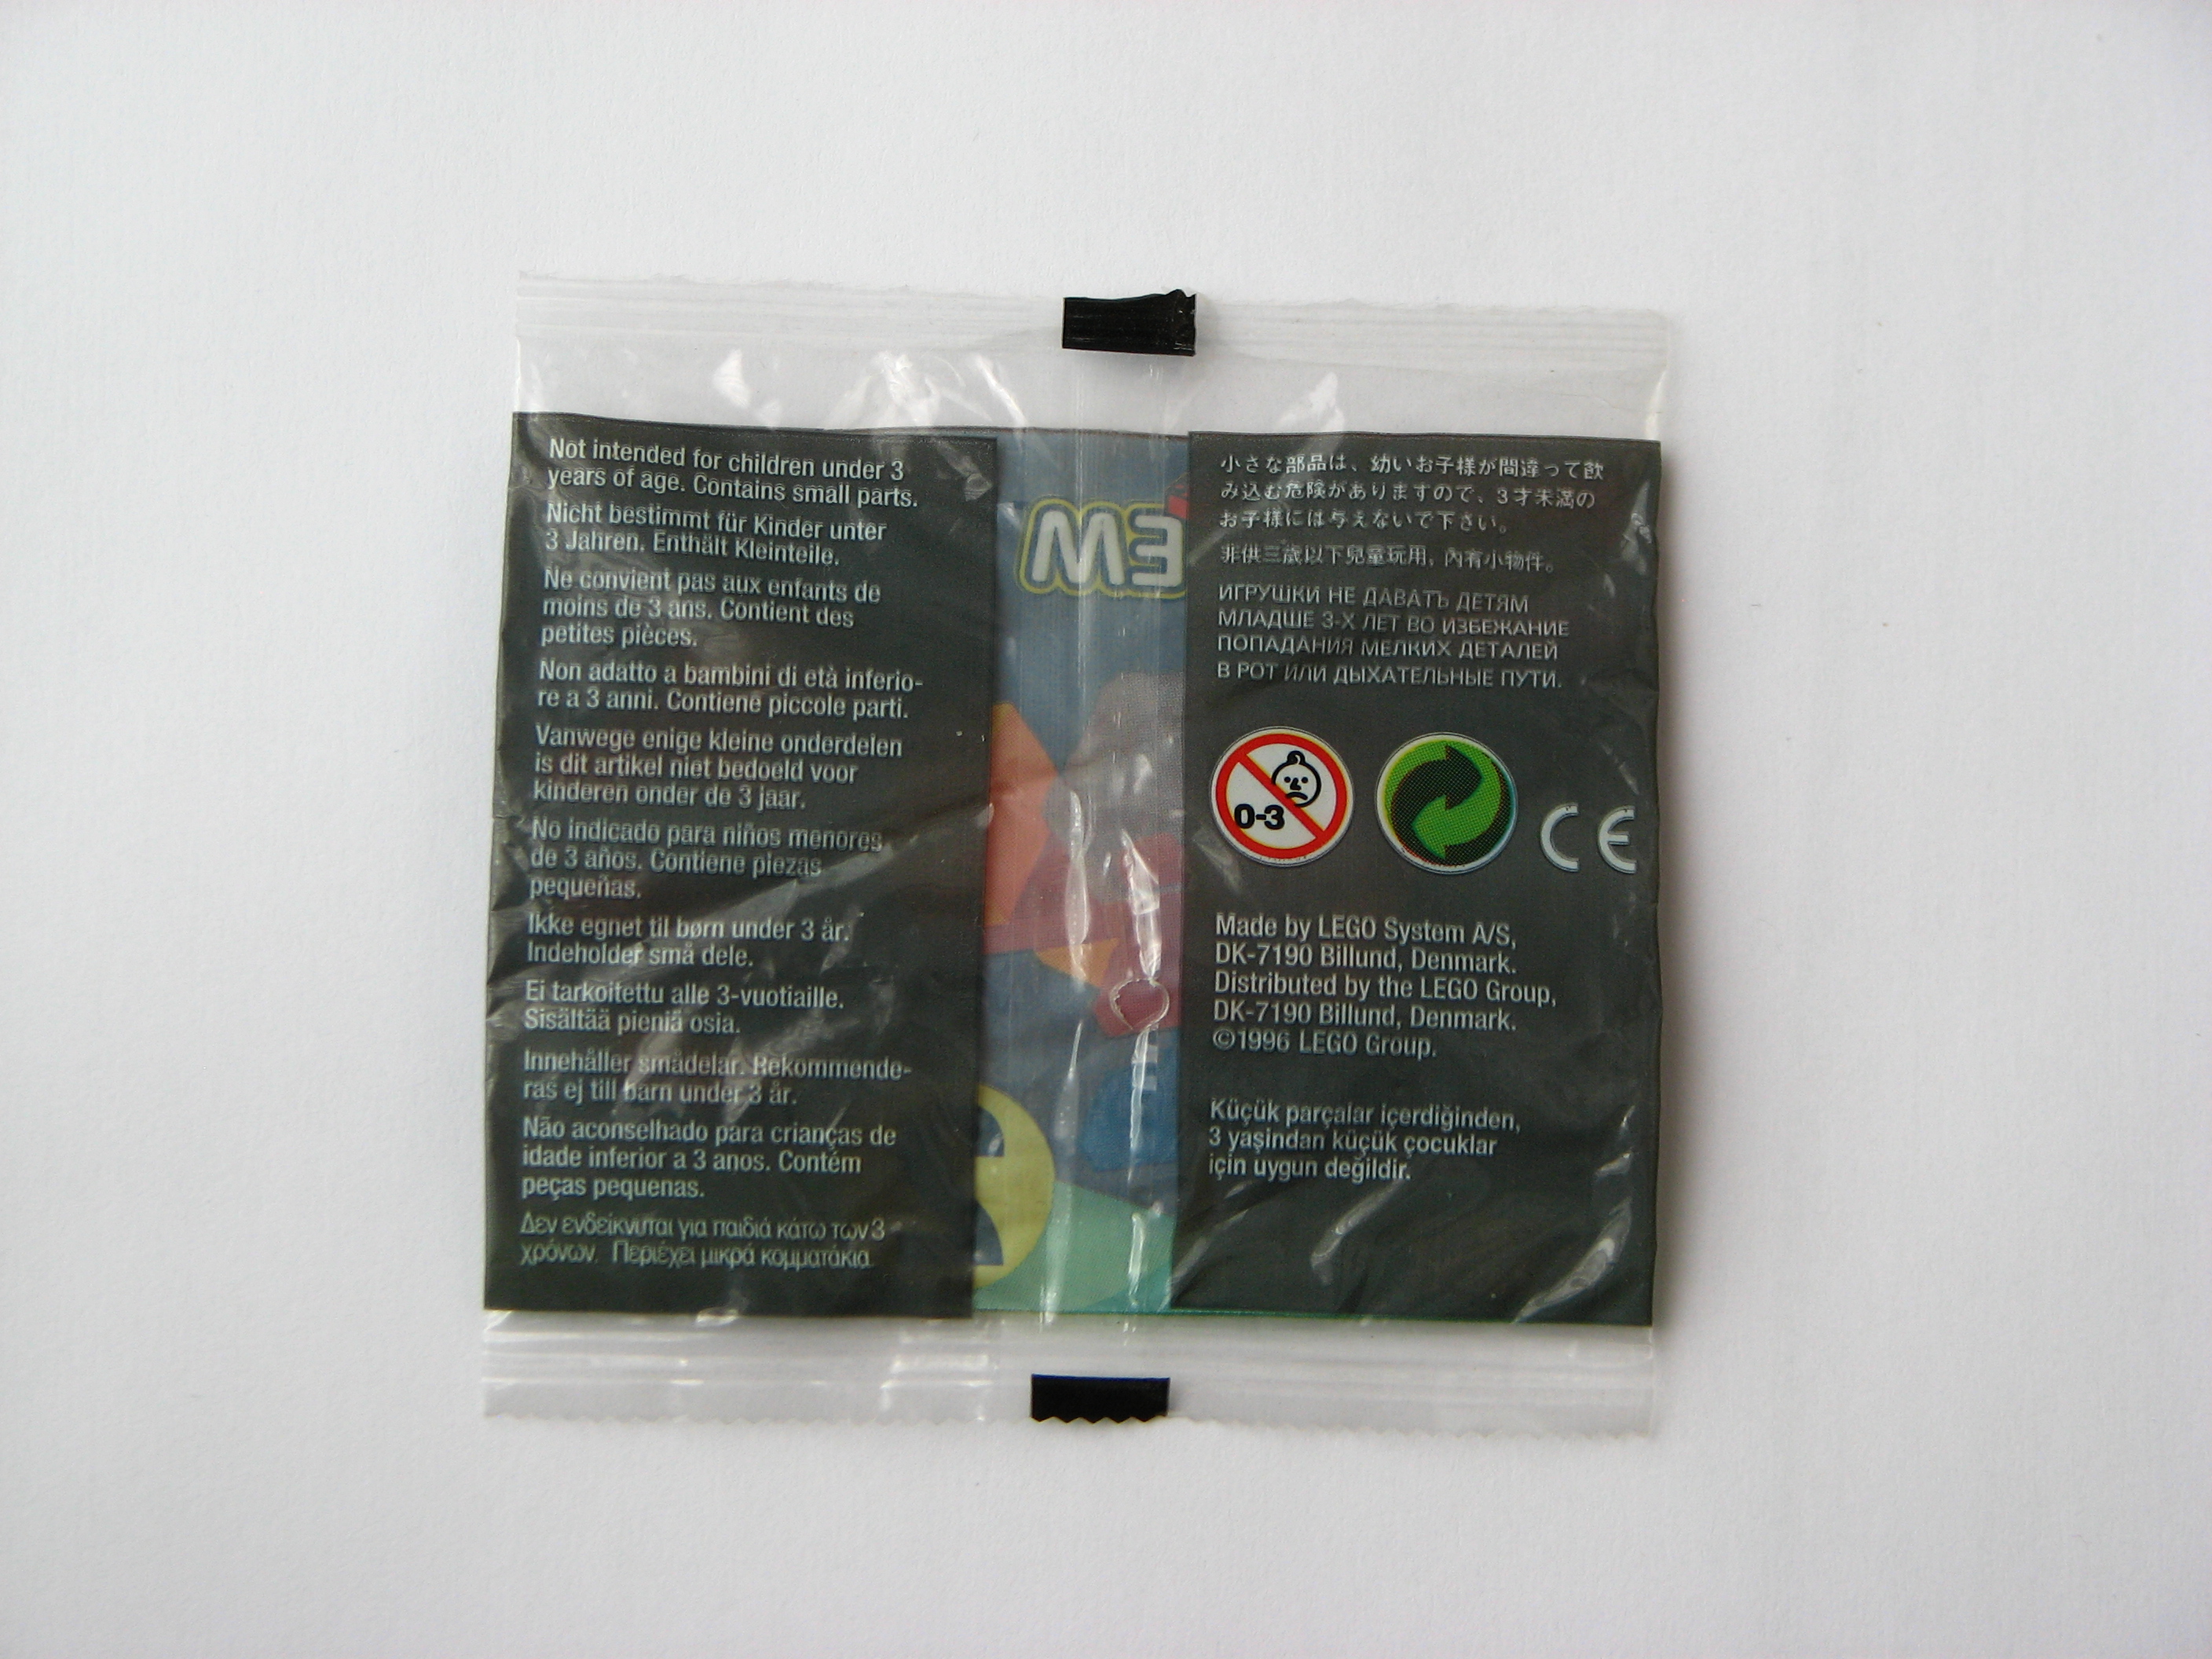 Not intended for children under 3
years of age. Contains small parts.
Nicht bestimmt für Kinder unter
3 Jahren. Enthält Kleinteile.
Ne convient pas aux enfants de
moins de 3 ans. Contient des
petites pièces.
Non adatto a bambini di età inferio-
re a 3 anni. Contiene piccole parti.
Vanwege enige kleine onderdelen
is dit artikel niet bedoeld voor
kinderen onder de 3 jaar.
No indicado para niños menores
de 3 años. Contiene piezas
pequeñas.
Ikke egnet til børn under 3 år.
Indeholder små dele.
Ei tarkoitettu alle 3-vuotiaille.
Sisältää pieniä osia.
Innehåller smådelar. Rekommende-
ras ej till barn under 3 år.
Não aconselhado para crianças de
idade inferior a 3 anos. Contém
peças pequenas.
Δεν ενδείκνυται για παιδιά κάτω των 3
χρόνων. Περιέχει μικρά κομματάκια.
小さな部品は、幼いお子様が間違って飲
み込む危険がありますので、3才未満の
お子様には与えないで下さい。
非供三歲以下兒童玩用, 內有小物件。
ИГРУШКИ НЕ ДАВАТЬ ДЕТЯМ
МЛАДШЕ 3-Х ЛЕТ ВО ИЗБЕЖАНИЕ
ПОПАДАНИЯ МЕЛКИХ ДЕТАЛЕЙ
В РОТ ИЛИ ДЫХАТЕЛЬНЫЕ ПУТИ.
0-3
CE
Made by LEGO System A/S,
DK-7190 Billund, Denmark.
Distributed by the LEGO Group,
DK-7190 Billund, Denmark.
©1996 LEGO Group.
Küçük parçalar içerdiğinden,
3 yaşindan küçük çocuklar
için uygun değildir.